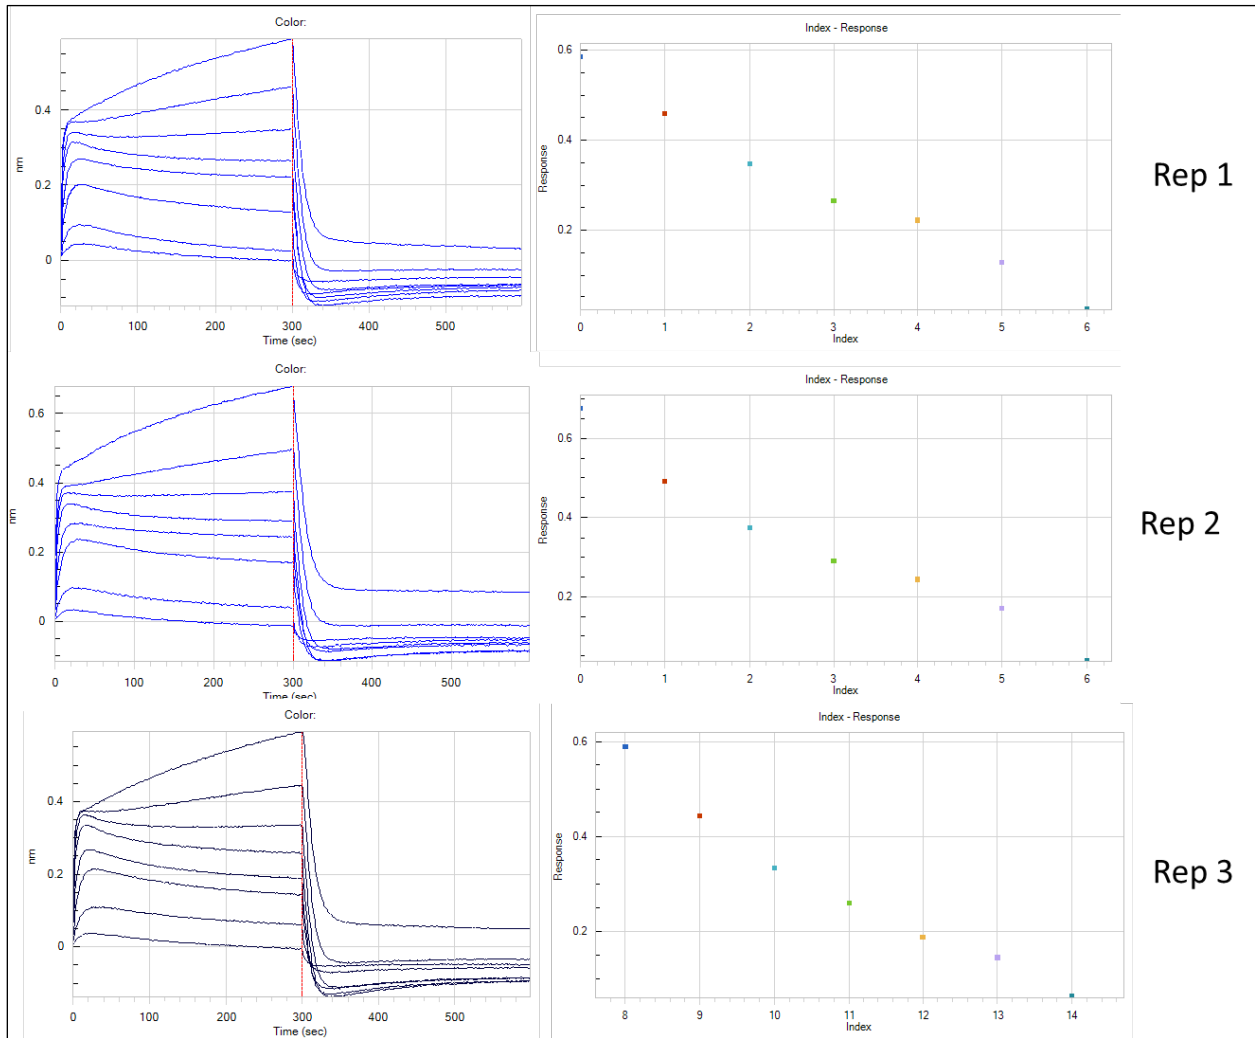 Color:
0.4
0.2
0
nm
0 100 200 300 400 500
Time (sec)
Index - Response
0.6
0.4
0.2
Response
0 1 2 3 4 5 6
Index
Rep 1
Color:
0.6
0.4
0.2
0
nm
0 100 200 300 400 500
Time (sec)
Index - Response
0.6
0.4
0.2
Response
0 1 2 3 4 5 6
Index
Rep 2
Color:
0.4
0.2
0
nm
0 100 200 300 400 500
Time (sec)
Index - Response
0.6
0.4
0.2
Response
8 9 10 11 12 13 14
Index
Rep 3